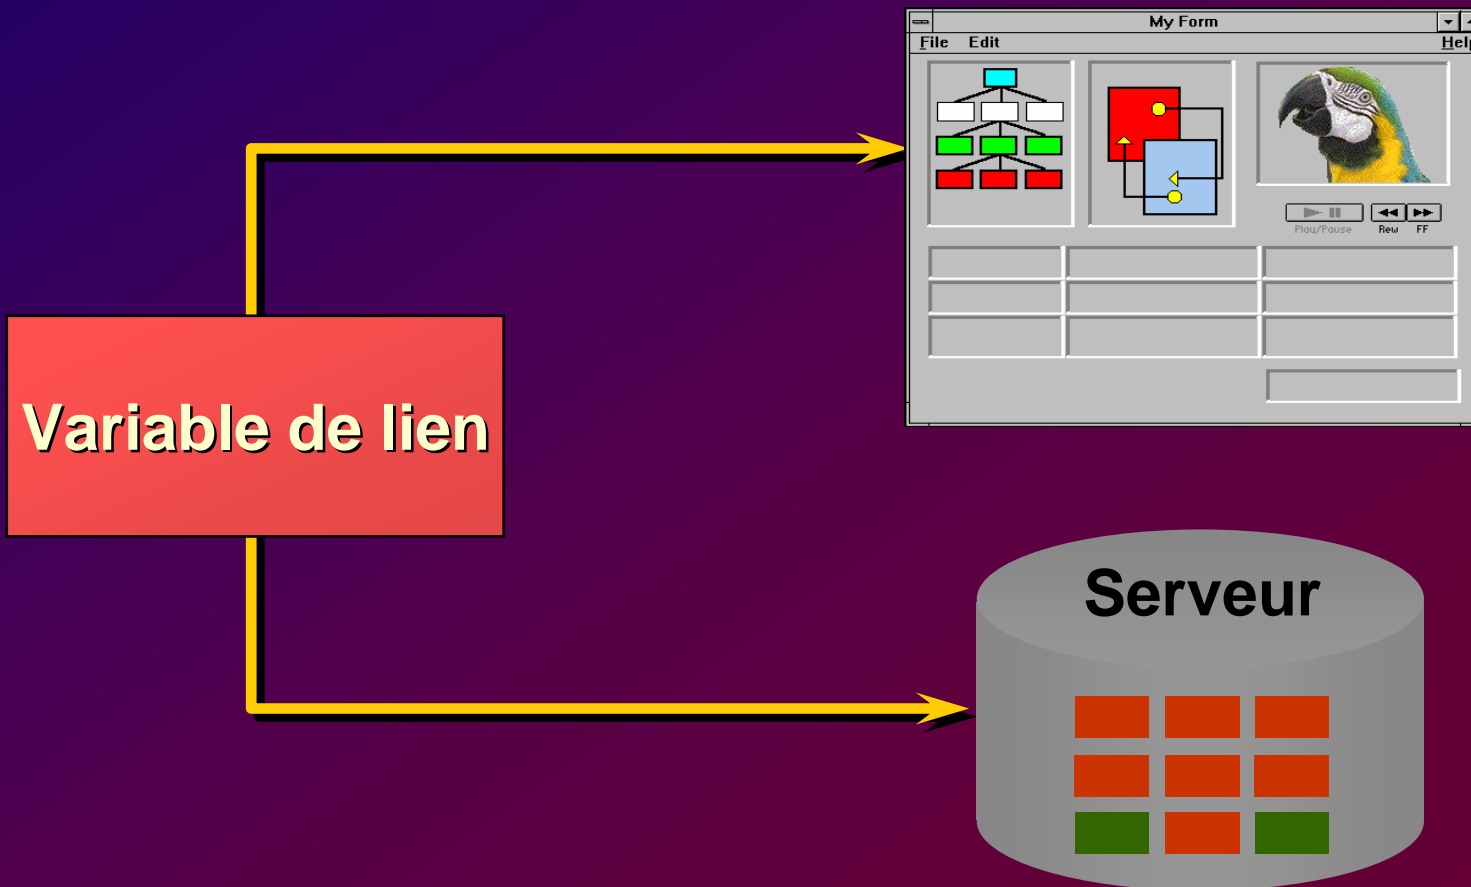 My Form
File Edit Help
Play/Pause Rew FF
Variable de lien
Serveur